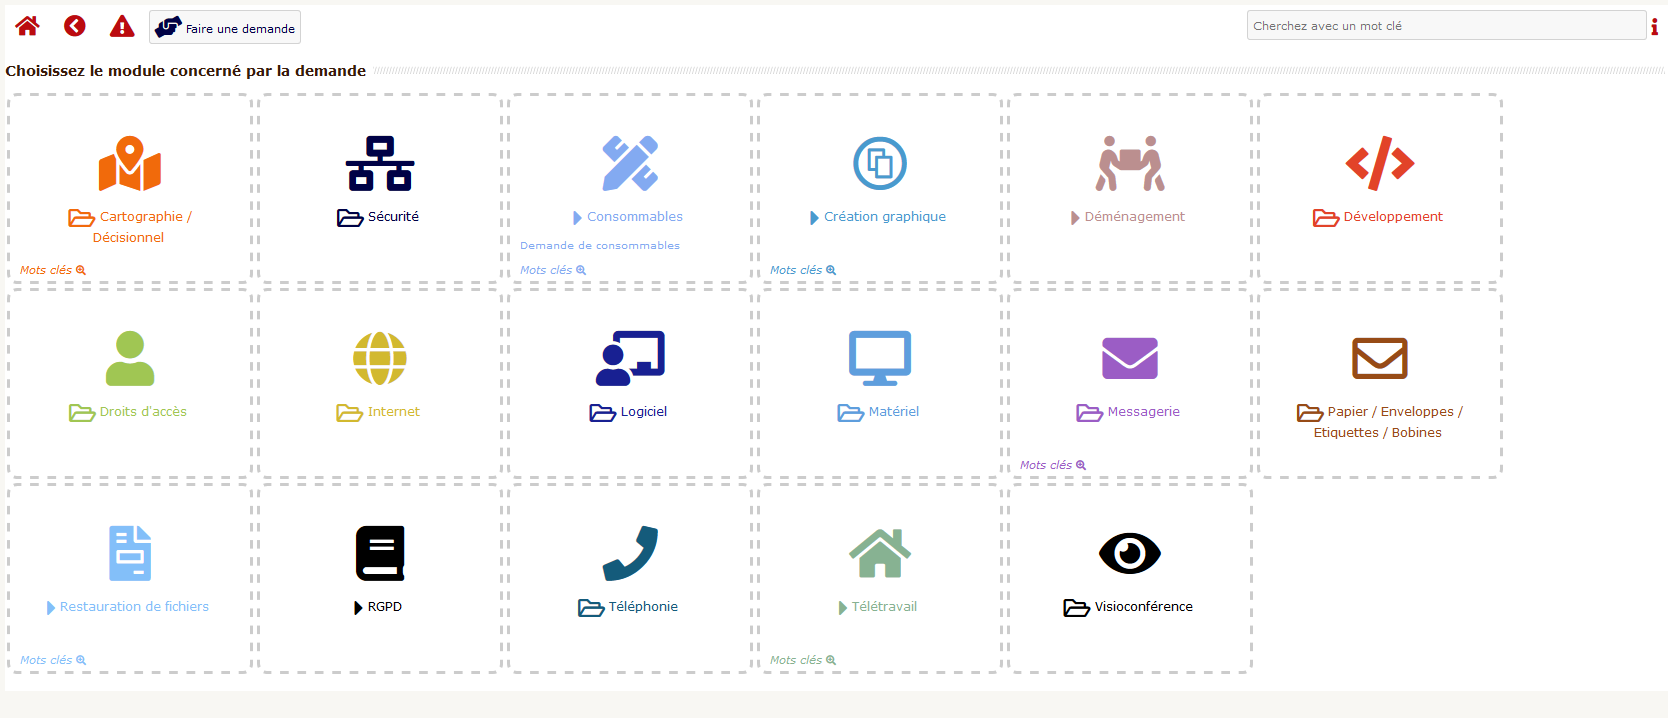 Faire une demande
Cherchez avec un mot clé
Choisissez le module concerné par la demande
Cartographie /
Décisionnel
Mots clés
Sécurité
Consommables
Demande de consommables
Mots clés
Création graphique
Mots clés
Déménagement
Développement
Droits d'accès
Internet
Logiciel
Matériel
Messagerie
Mots clés
Papier / Enveloppes /
Etiquettes / Bobines
Restauration de fichiers
Mots clés
RGPD
Téléphonie
Télétravail
Mots clés
Visioconférence